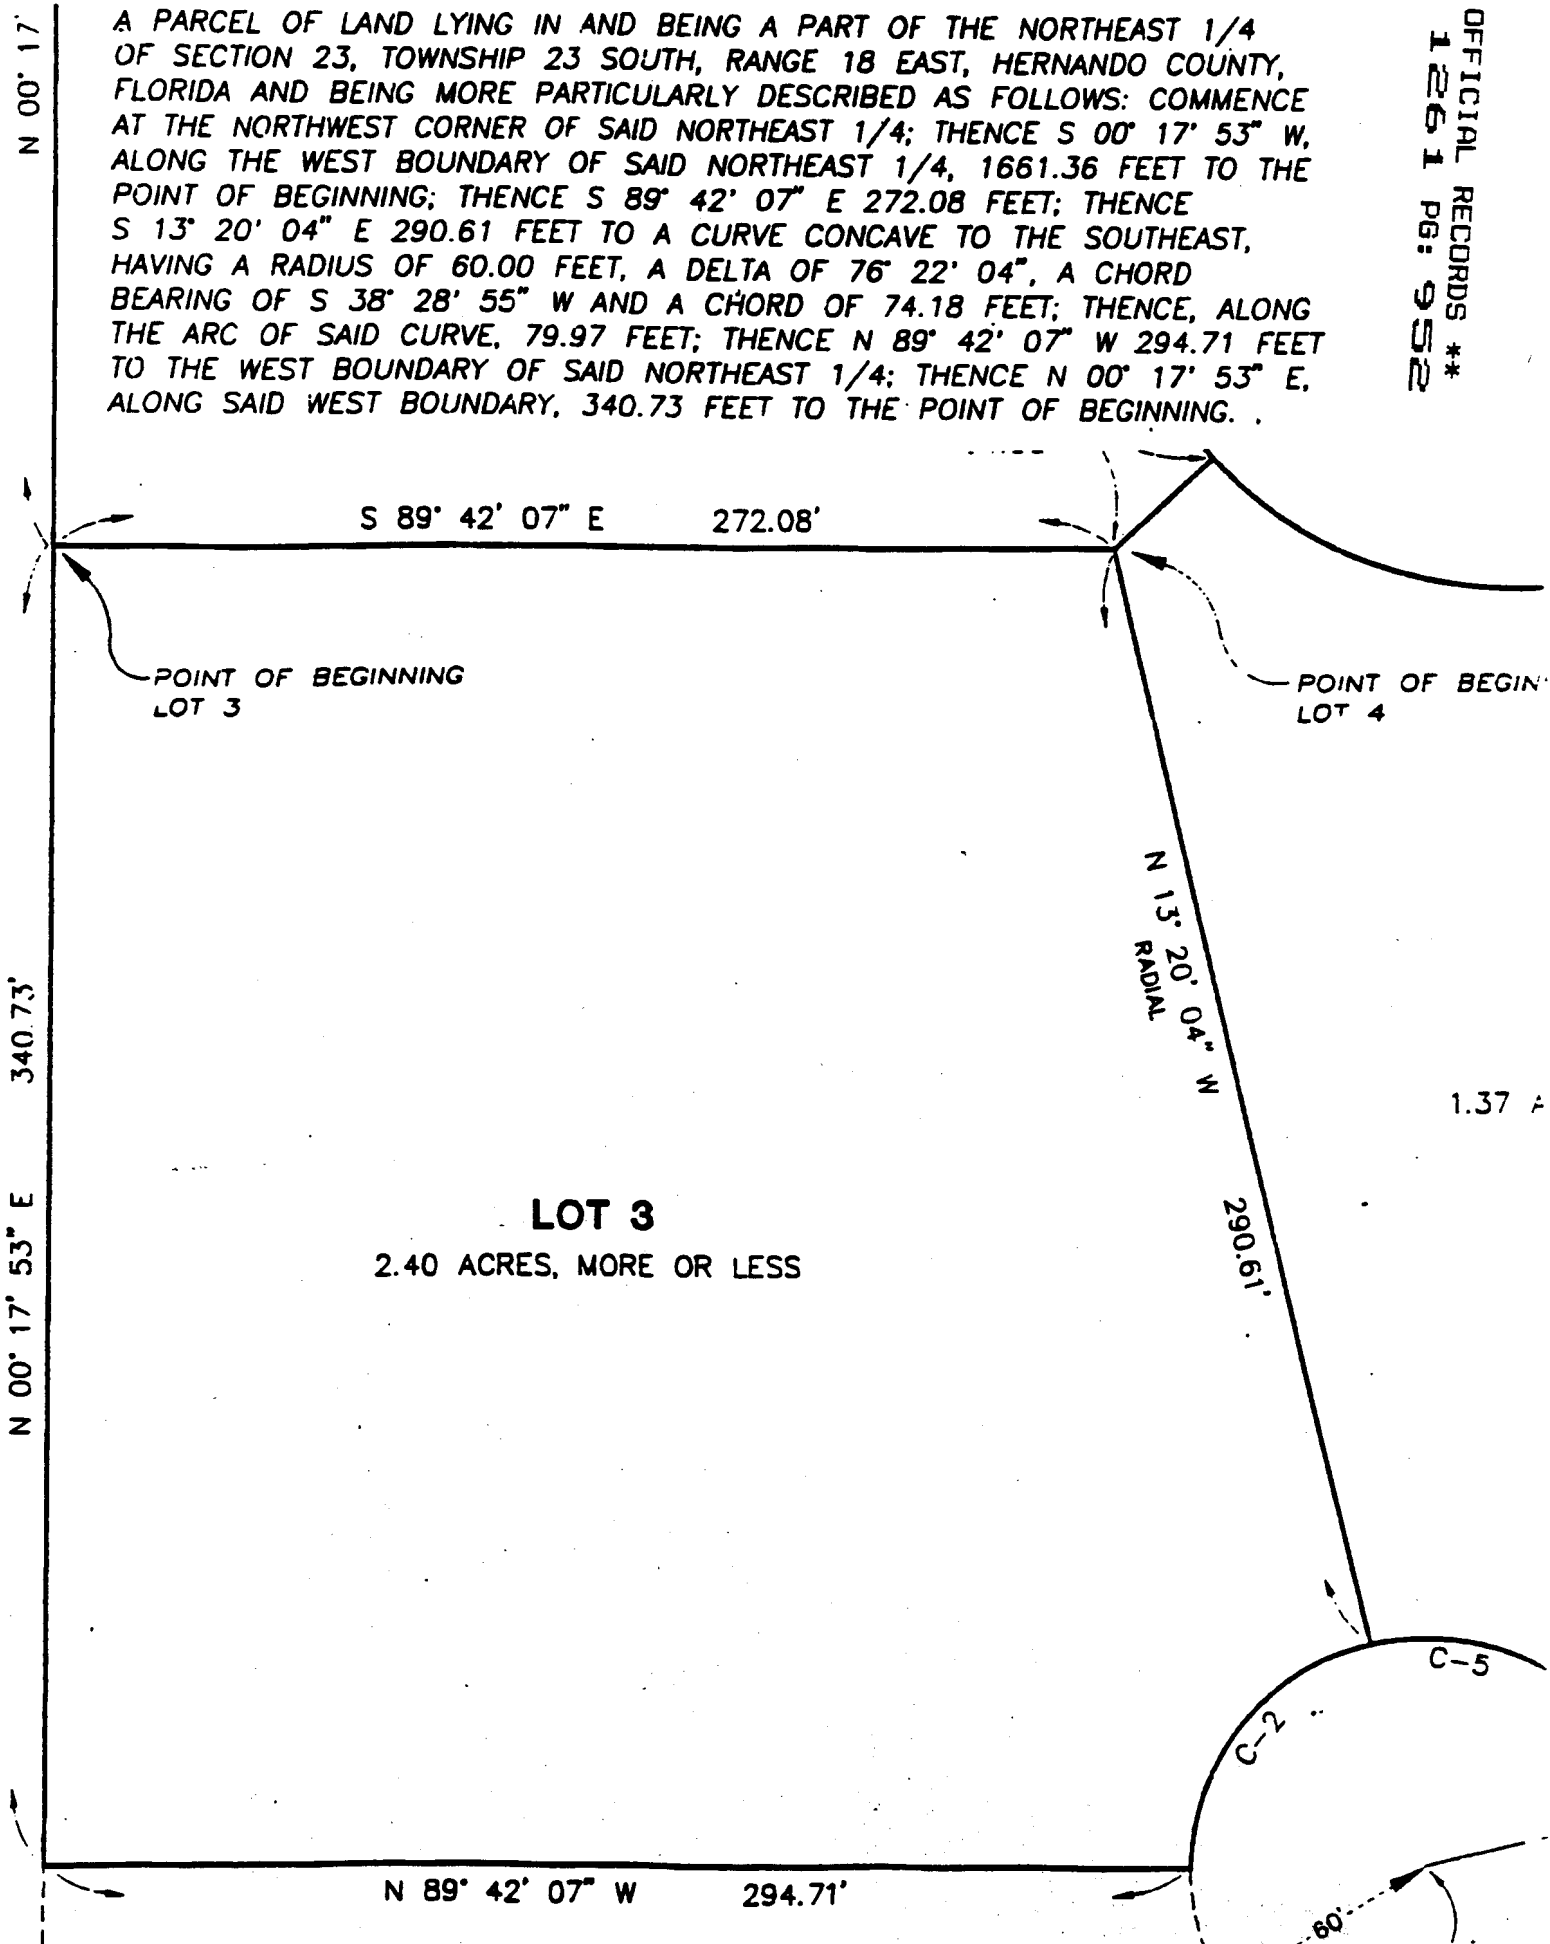 A PARCEL OF LAND LYING IN AND BEING A PART OF THE NORTHEAST 1/4
OF SECTION 23, TOWNSHIP 23 SOUTH, RANGE 18 EAST, HERNANDO COUNTY,
FLORIDA AND BEING MORE PARTICULARLY DESCRIBED AS FOLLOWS: COMMENCE
AT THE NORTHWEST CORNER OF SAID NORTHEAST 1/4; THENCE S 00° 17' 53" W,
ALONG THE WEST BOUNDARY OF SAID NORTHEAST 1/4, 1661.36 FEET TO THE
POINT OF BEGINNING; THENCE S 89° 42' 07" E 272.08 FEET; THENCE
S 13° 20' 04" E 290.61 FEET TO A CURVE CONCAVE TO THE SOUTHEAST,
HAVING A RADIUS OF 60.00 FEET, A DELTA OF 76° 22' 04", A CHORD
BEARING OF S 38° 28' 55" W AND A CHORD OF 74.18 FEET; THENCE, ALONG
THE ARC OF SAID CURVE, 79.97 FEET; THENCE N 89° 42' 07" W 294.71 FEET
TO THE WEST BOUNDARY OF SAID NORTHEAST 1/4; THENCE N 00° 17' 53" E,
ALONG SAID WEST BOUNDARY, 340.73 FEET TO THE POINT OF BEGINNING.
OFFICIAL RECORDS **
1261 PG: 952
N 00° 17'
S 89° 42' 07" E 272.08'
POINT OF BEGINNING
LOT 3
POINT OF BEGIN
LOT 4
N 13° 20' 04" W
RADIAL
290.61'
1.37 A
N 00° 17' 53" E 340.73'
LOT 3
2.40 ACRES, MORE OR LESS
C-5
C-2
N 89° 42' 07" W 294.71'
60'